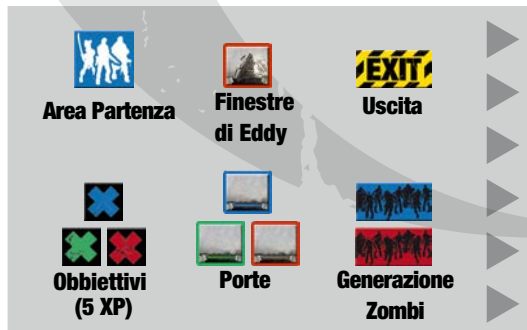 EXIT
Area Partenza
Finestre
di Eddy
Uscita
Obbiettivi
(5 XP)
Porte
Generazione
Zombi